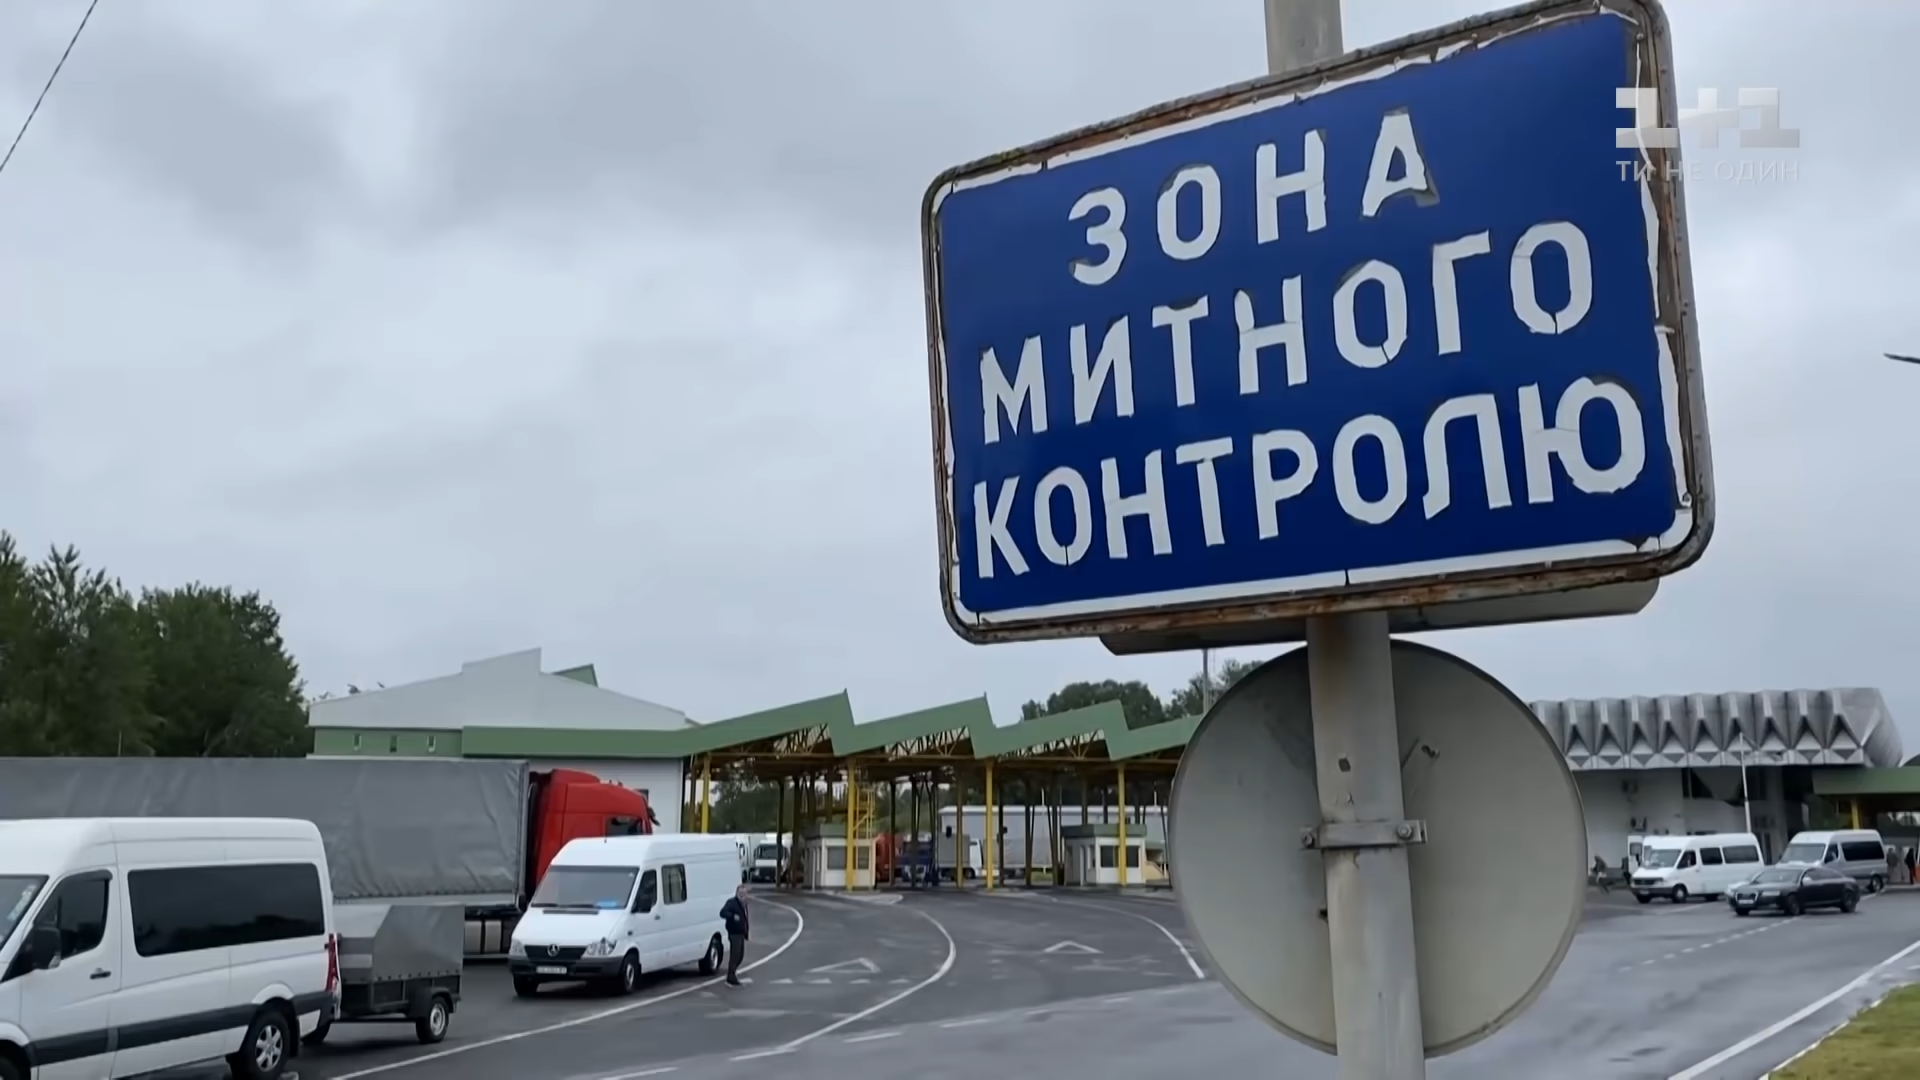 ЗОНА
МИТНОГО
КОНТРОЛЮ
1+1
ТИ НЕ ОДИН